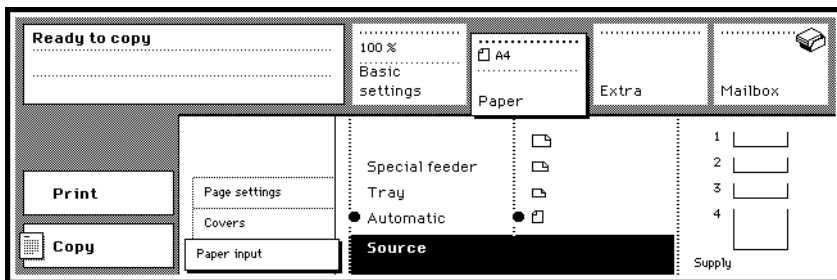 Ready to copy
100 %
Basic
settings
A4
Paper
Extra
Mailbox
Print
Copy
Page settings
Covers
Paper input
Special feeder
Tray
Automatic
Source
1
2
3
4
Supply